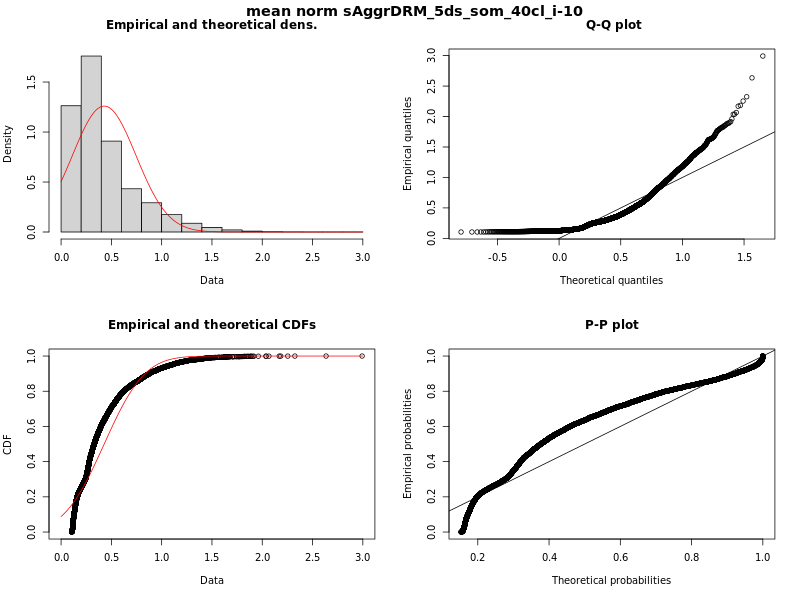 mean norm sAggrDRM_5ds_som_40cl_i-10
Empirical and theoretical dens.
Density
0.0 0.5 1.0 1.5
0.0 0.5 1.0 1.5 2.0 2.5 3.0
Data
Q-Q plot
Empirical quantiles
0.0 0.5 1.0 1.5 2.0 2.5 3.0
-0.5 0.0 0.5 1.0 1.5
Theoretical quantiles
Empirical and theoretical CDFs
CDF
0.0 0.2 0.4 0.6 0.8 1.0
0.0 0.5 1.0 1.5 2.0 2.5 3.0
Data
P-P plot
Empirical probabilities
0.0 0.2 0.4 0.6 0.8 1.0
0.2 0.4 0.6 0.8 1.0
Theoretical probabilities